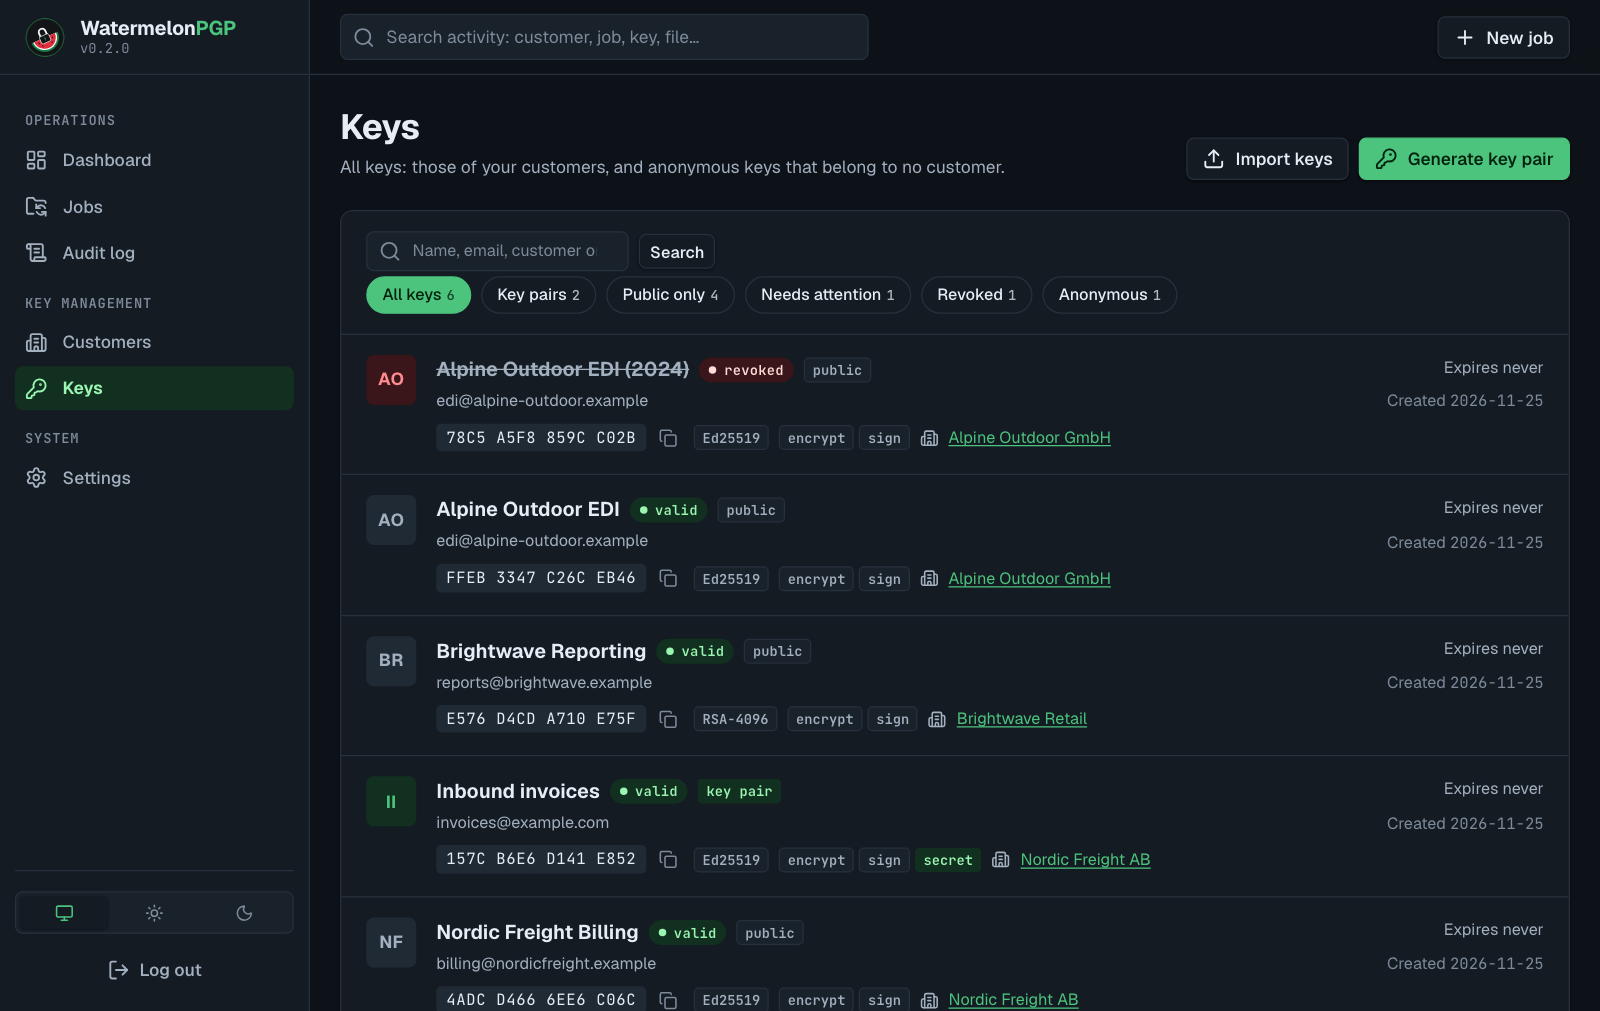 WatermelonPGP
v0.2.0
Search activity: customer, job, key, file...
New job
OPERATIONS
Dashboard
Jobs
Audit log
KEY MANAGEMENT
Customers
Keys
SYSTEM
Settings
Log out
Keys
All keys: those of your customers, and anonymous keys that belong to no customer.
Import keys
Generate key pair
Name, email, customer o
Search
All keys 6
Key pairs 2
Public only 4
Needs attention 1
Revoked 1
Anonymous 1
AO
Alpine Outdoor EDI (2024) revoked public
Expires never
edi@alpine-outdoor.example
Created 2026-11-25
78C5 A5F8 859C C02B Ed25519 encrypt sign Alpine Outdoor GmbH
AO
Alpine Outdoor EDI valid public
Expires never
edi@alpine-outdoor.example
Created 2026-11-25
FFEB 3347 C26C EB46 Ed25519 encrypt sign Alpine Outdoor GmbH
BR
Brightwave Reporting valid public
Expires never
reports@brightwave.example
Created 2026-11-25
E576 D4CD A710 E75F RSA-4096 encrypt sign Brightwave Retail
II
Inbound invoices valid key pair
Expires never
invoices@example.com
Created 2026-11-25
157C B6E6 D141 E852 Ed25519 encrypt sign secret Nordic Freight AB
NF
Nordic Freight Billing valid public
Expires never
billing@nordicfreight.example
Created 2026-11-25
4ADC D466 6EE6 C06C Ed25519 encrypt sign Nordic Freight AB